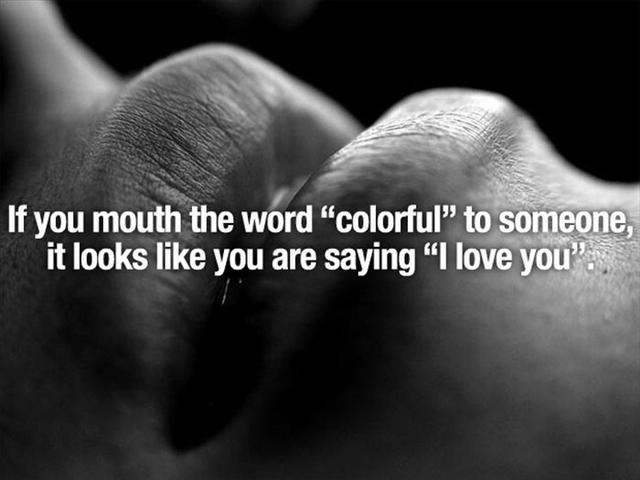 If you mouth the word “colorful” to someone,
it looks like you are saying “I love you”.